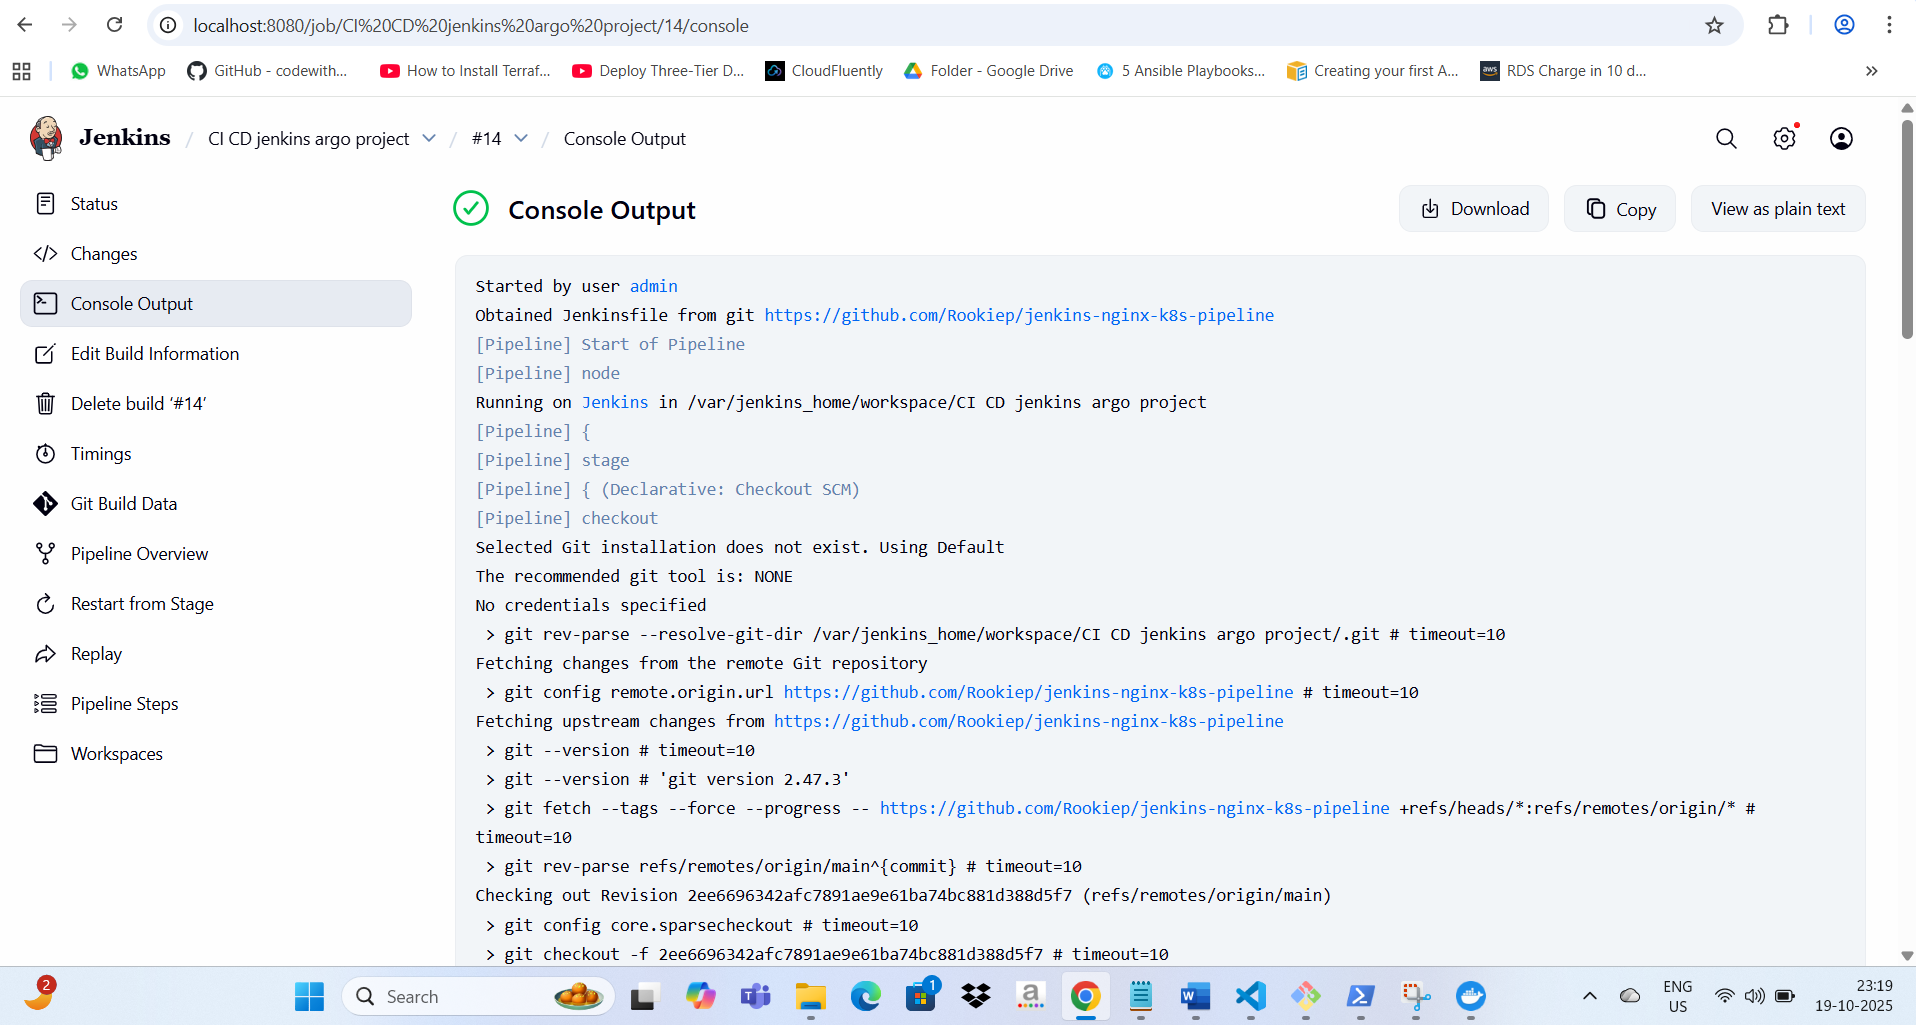 localhost:8080/job/CI%20CD%20jenkins%20argo%20project/14/console
WhatsApp
GitHub - codewith...
How to Install Terraf...
Deploy Three-Tier D...
CloudFluently
Folder - Google Drive
5 Ansible Playbooks...
Creating your first A...
aws
RDS Charge in 10 d...
Jenkins / CI CD jenkins argo project / #14 / Console Output
Status
Changes
Console Output
Edit Build Information
Delete build ‘#14’
Timings
Git Build Data
Pipeline Overview
Restart from Stage
Replay
Pipeline Steps
Workspaces
Console Output
Download
Copy
View as plain text
Started by user admin
Obtained Jenkinsfile from git https://github.com/Rookiep/jenkins-nginx-k8s-pipeline
[Pipeline] Start of Pipeline
[Pipeline] node
Running on Jenkins in /var/jenkins_home/workspace/CI CD jenkins argo project
[Pipeline] {
[Pipeline] stage
[Pipeline] { (Declarative: Checkout SCM)
[Pipeline] checkout
Selected Git installation does not exist. Using Default
The recommended git tool is: NONE
No credentials specified
> git rev-parse --resolve-git-dir /var/jenkins_home/workspace/CI CD jenkins argo project/.git # timeout=10
Fetching changes from the remote Git repository
> git config remote.origin.url https://github.com/Rookiep/jenkins-nginx-k8s-pipeline # timeout=10
Fetching upstream changes from https://github.com/Rookiep/jenkins-nginx-k8s-pipeline
> git --version # timeout=10
> git --version # 'git version 2.47.3'
> git fetch --tags --force --progress -- https://github.com/Rookiep/jenkins-nginx-k8s-pipeline +refs/heads/*:refs/remotes/origin/* #
timeout=10
> git rev-parse refs/remotes/origin/main^{commit} # timeout=10
Checking out Revision 2ee6696342afc7891ae9e61ba74bc881d388d5f7 (refs/remotes/origin/main)
> git config core.sparsecheckout # timeout=10
> git checkout -f 2ee6696342afc7891ae9e61ba74bc881d388d5f7 # timeout=10
2
Search
1
ENG
US
23:19
19-10-2025